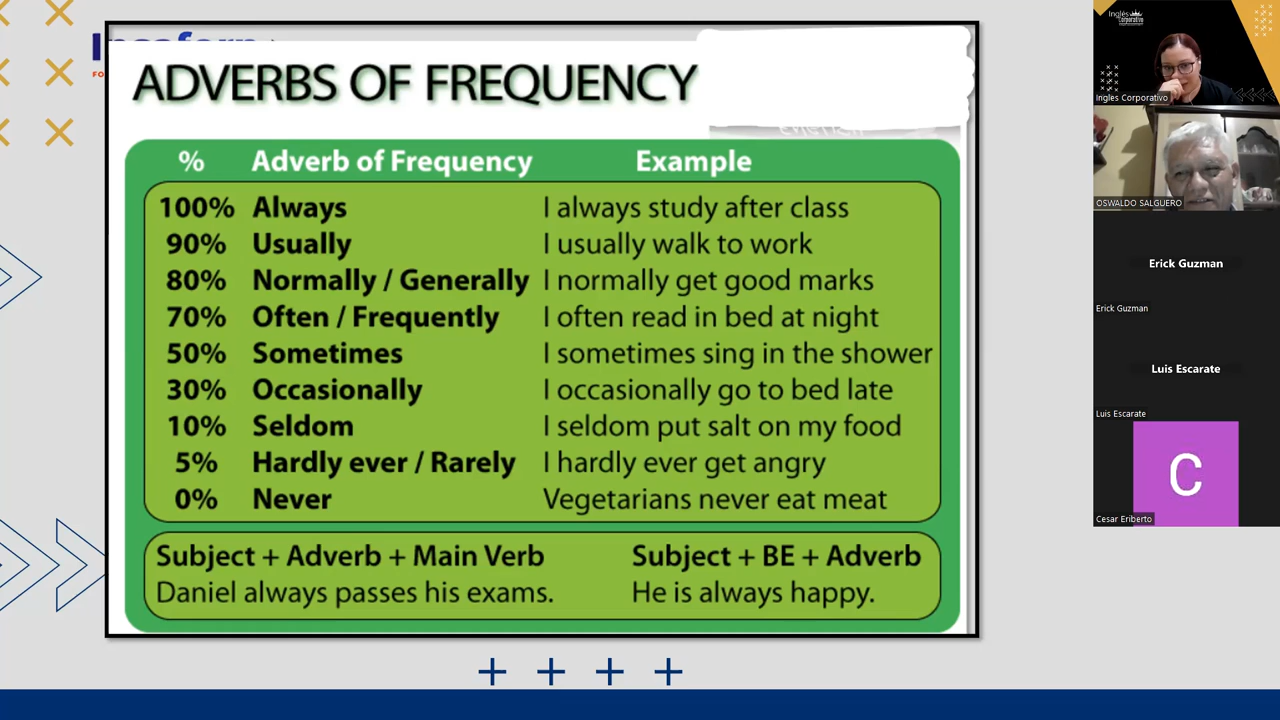 ADVERBS OF FREQUENCY
% Adverb of Frequency Example
100% Always I always study after class
90% Usually I usually walk to work
80% Normally / Generally I normally get good marks
70% Often / Frequently I often read in bed at night
50% Sometimes I sometimes sing in the shower
30% Occasionally I occasionally go to bed late
10% Seldom I seldom put salt on my food
5% Hardly ever / Rarely I hardly ever get angry
0% Never Vegetarians never eat meat
Subject + Adverb + Main Verb Subject + BE + Adverb
Daniel always passes his exams. He is always happy.
Inglés
Corporativo
Ingles Corporativo
OSWALDO SALGUERO
Erick Guzman
Erick Guzman
Luis Escarate
Luis Escarate
C
Cesar Eriberto